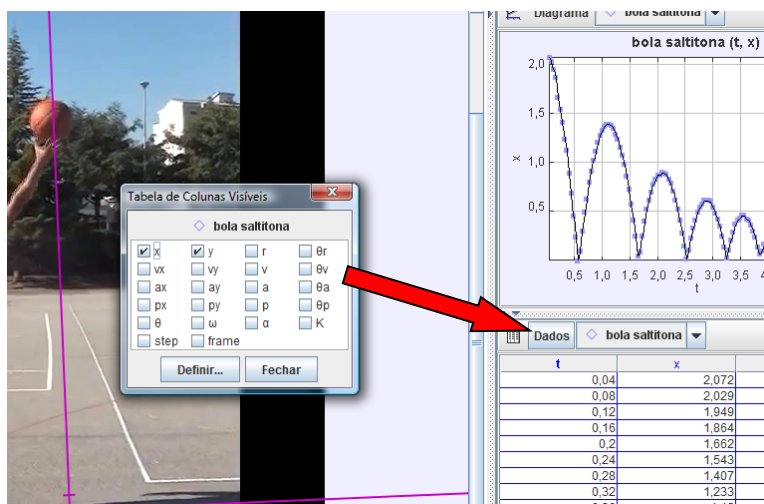 Diagrama bola saltitona
bola saltitona (t, x)
2,0
1,5
x 1,0
0,5
0,5 1,0 1,5 2,0 2,5 3,0 3,5
t
Tabela de Colunas Visíveis
bola saltitona
x y r θr
vx vy v θv
ax ay a θa
px py p θp
θ ω α K
step frame
Definir... Fechar
Dados bola saltitona
t x
0,04 2,072
0,08 2,029
0,12 1,949
0,16 1,864
0,2 1,662
0,24 1,543
0,28 1,407
0,32 1,233